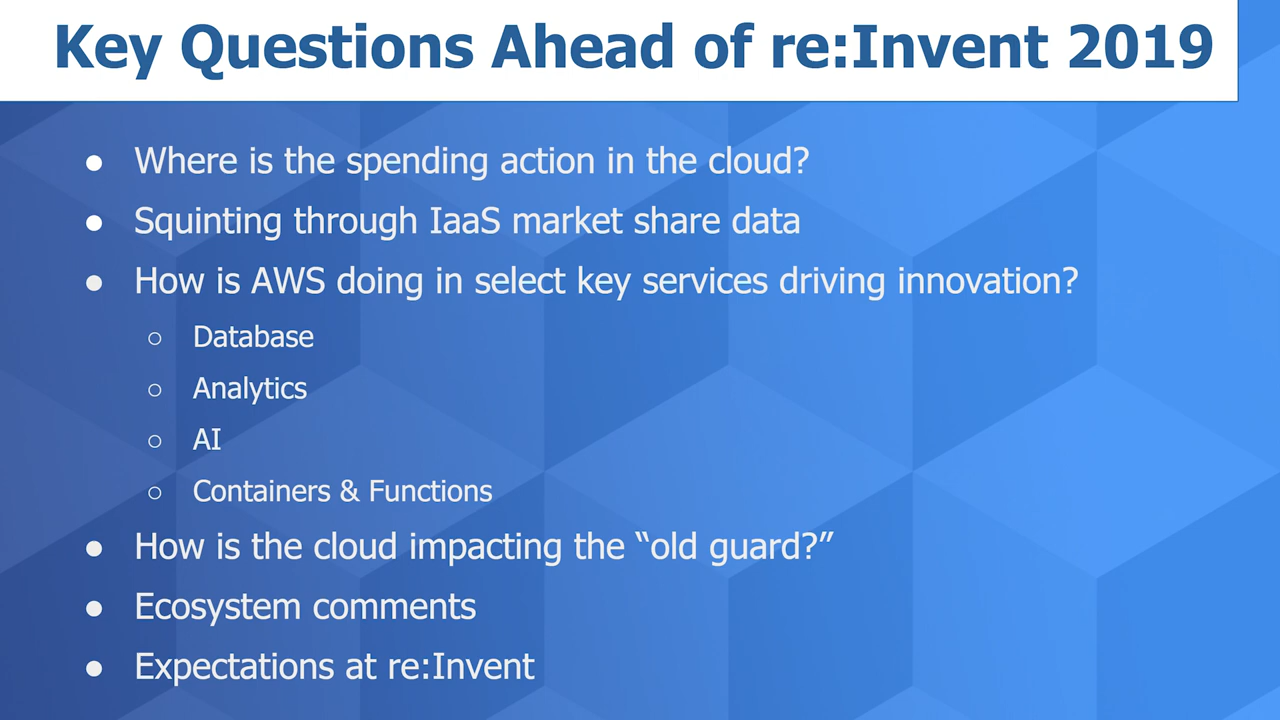 Key Questions Ahead of re:Invent 2019
● Where is the spending action in the cloud?
● Squinting through IaaS market share data
● How is AWS doing in select key services driving innovation?
○ Database
○ Analytics
○ AI
○ Containers & Functions
● How is the cloud impacting the “old guard?”
● Ecosystem comments
● Expectations at re:Invent